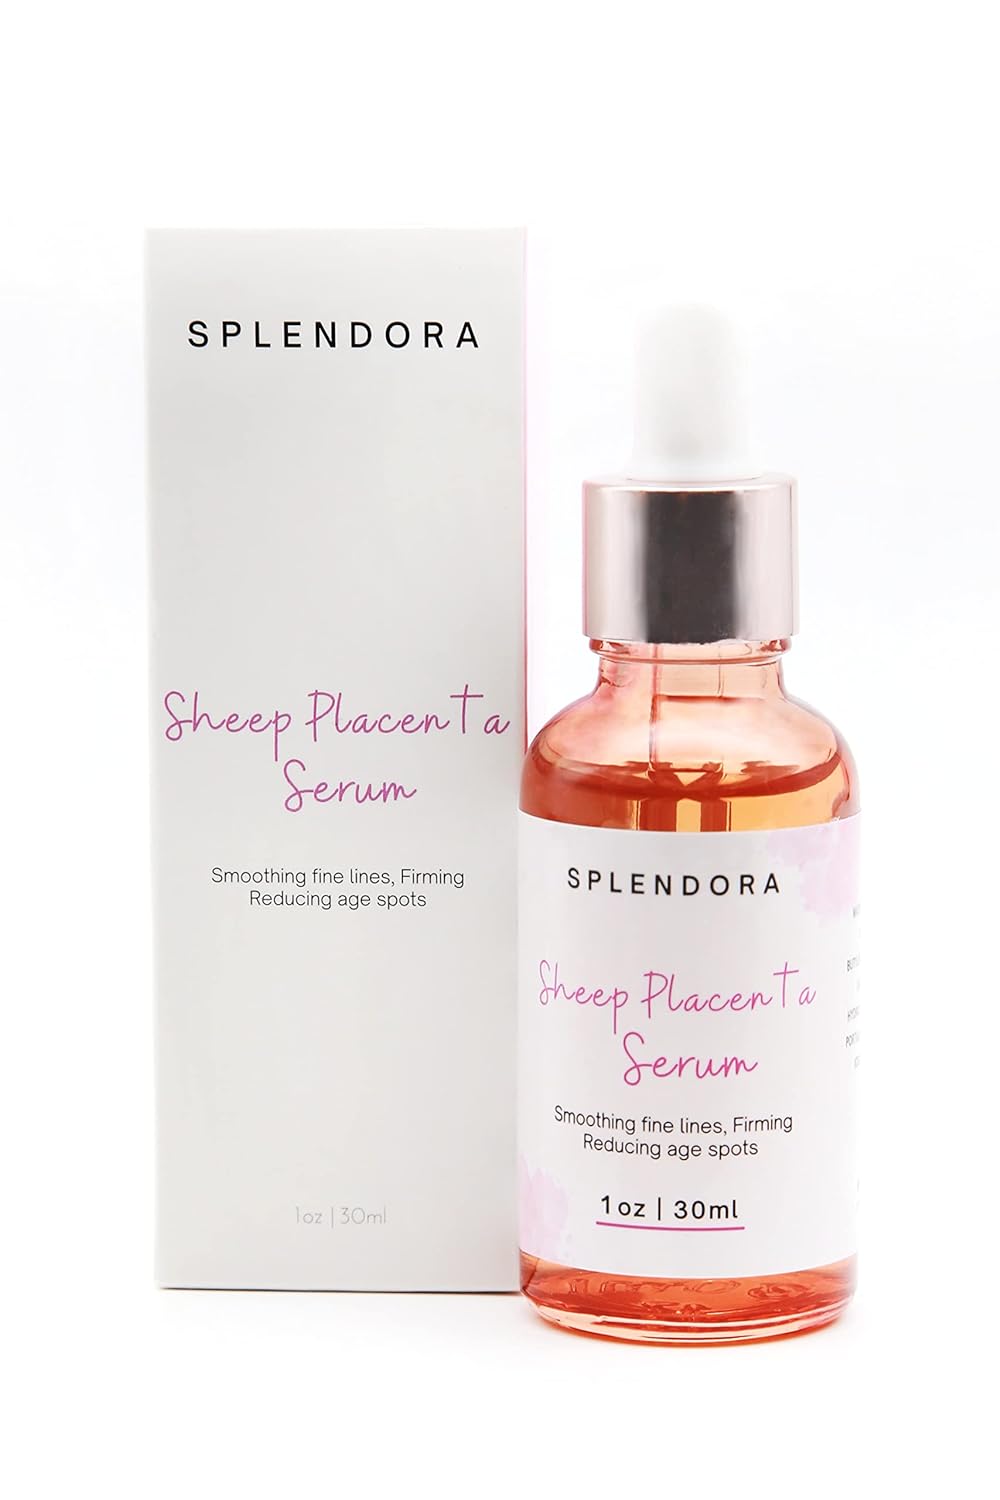 SPLENDORA
Sheep Placenta
Serum
Smoothing fine lines, Firming
Reducing age spots
1oz | 30ml
SPLENDORA
Sheep Placenta
Serum
Smoothing fine lines, Firming
Reducing age spots
1 oz | 30ml